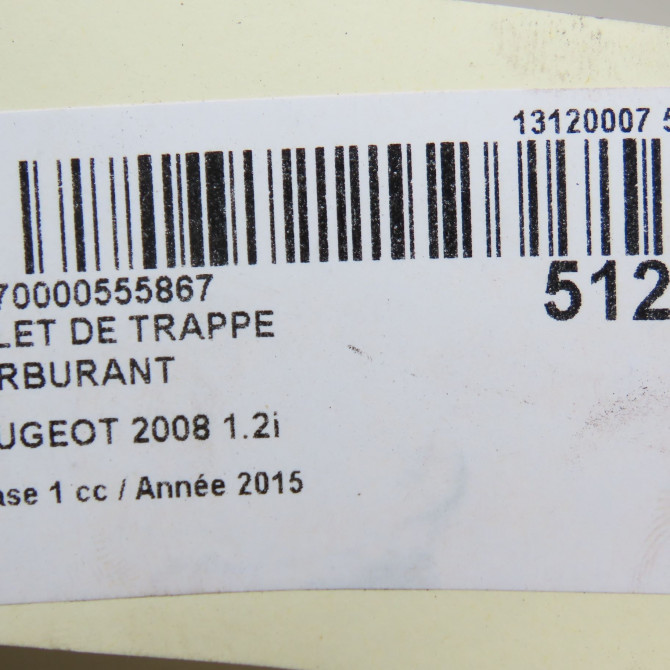 13120007 5
70000555867
512
LET DE TRAPPE
RBURANT
UGEOT 2008 1.2i
ase 1 cc / Année 2015